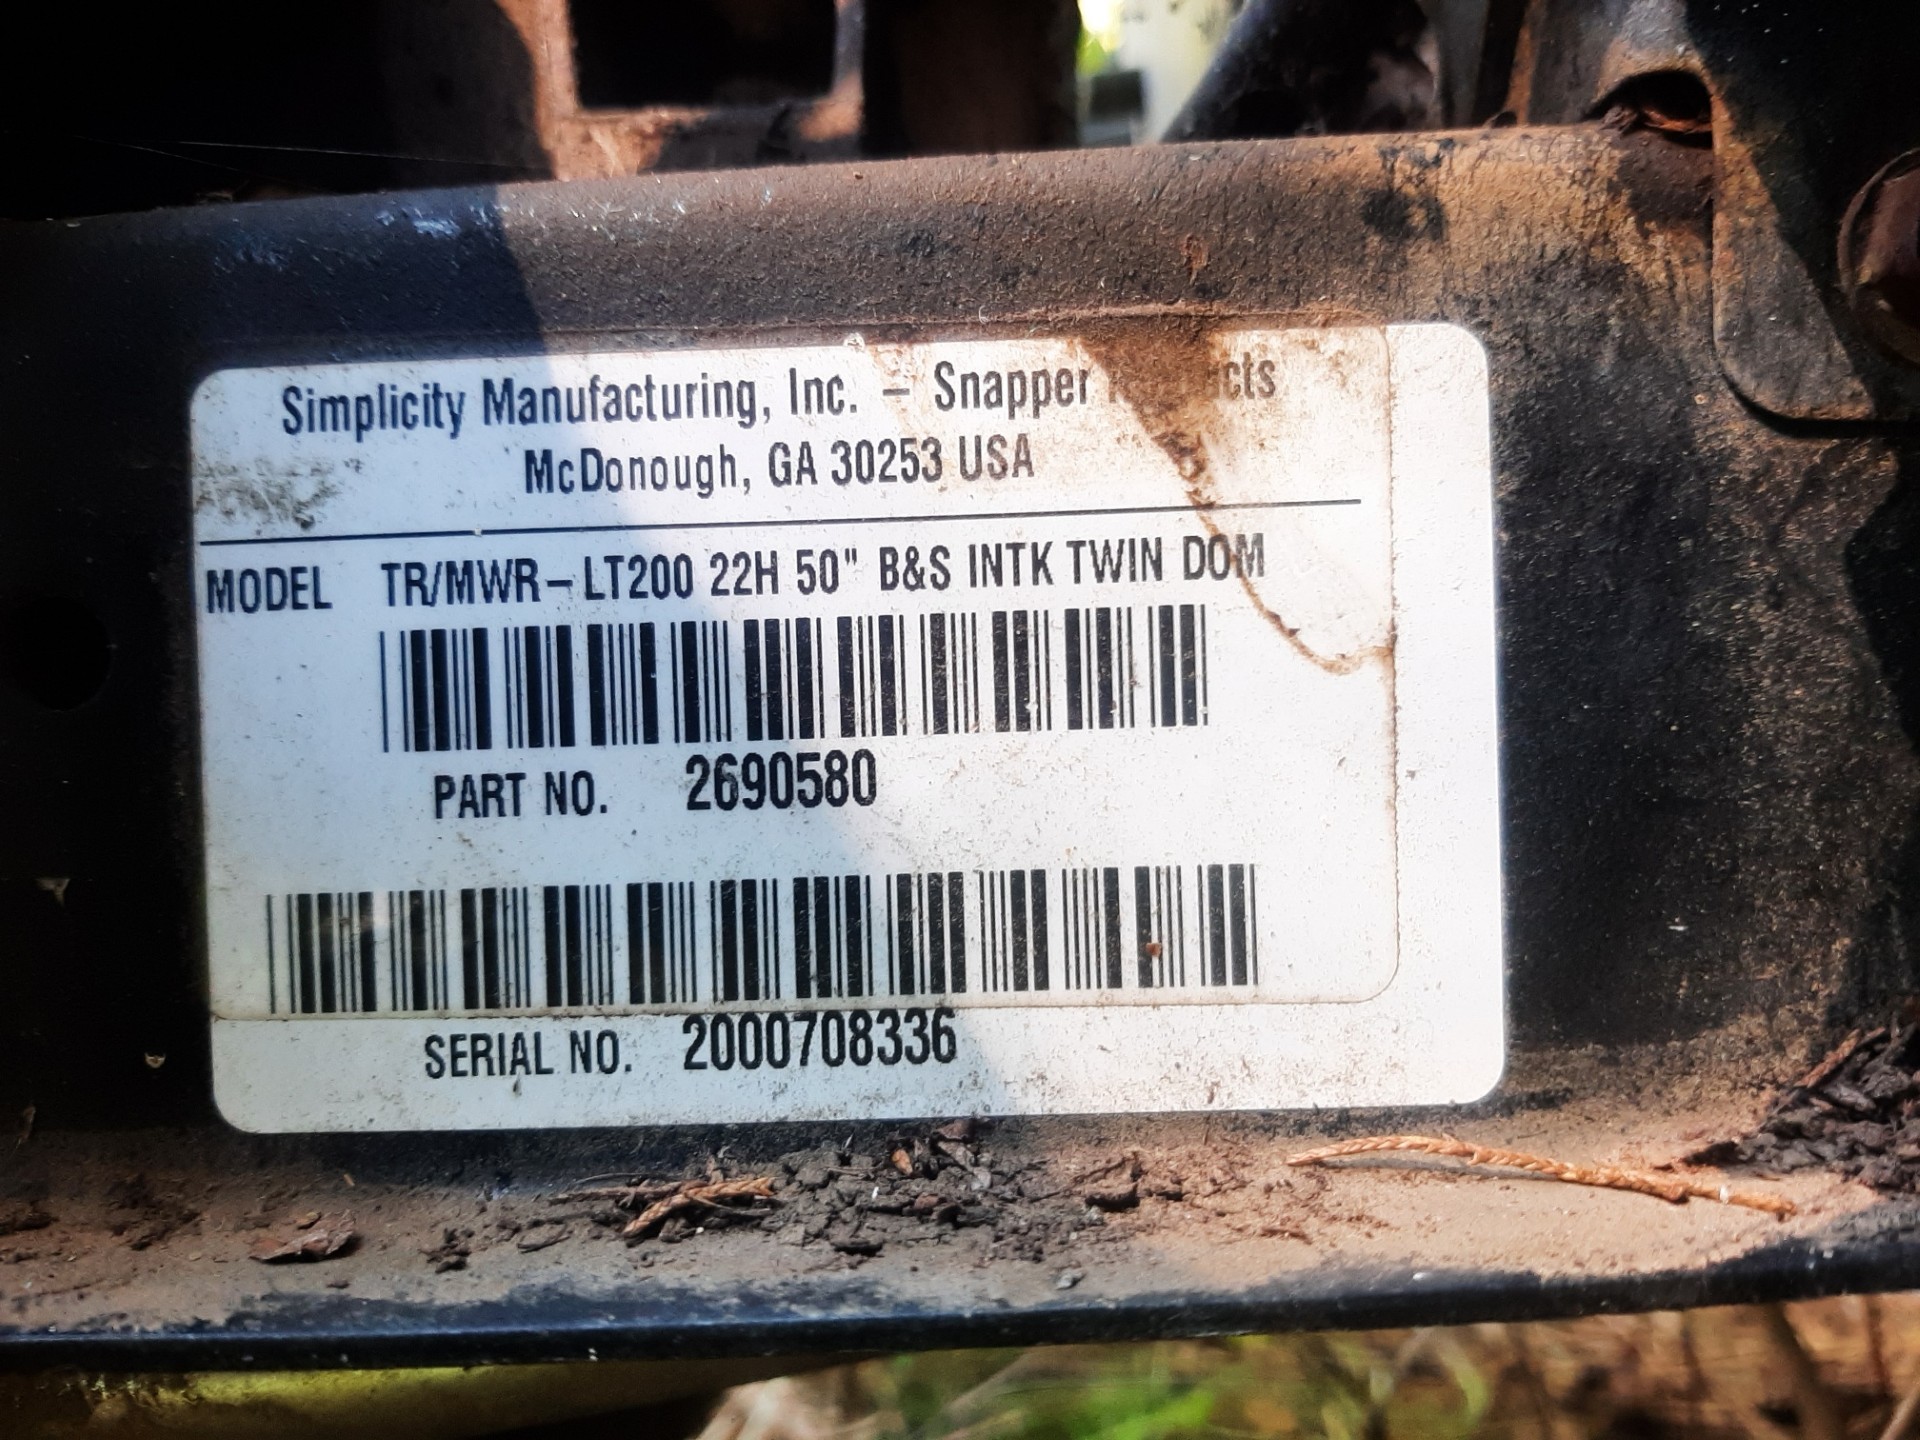 Simplicity Manufacturing, Inc. – Snapper
McDonough, GA 30253 USA
MODEL TR/MWR–LT200 22H 50" B&S INTK TWIN DOM
PART NO. 2690580
SERIAL NO. 2000708336